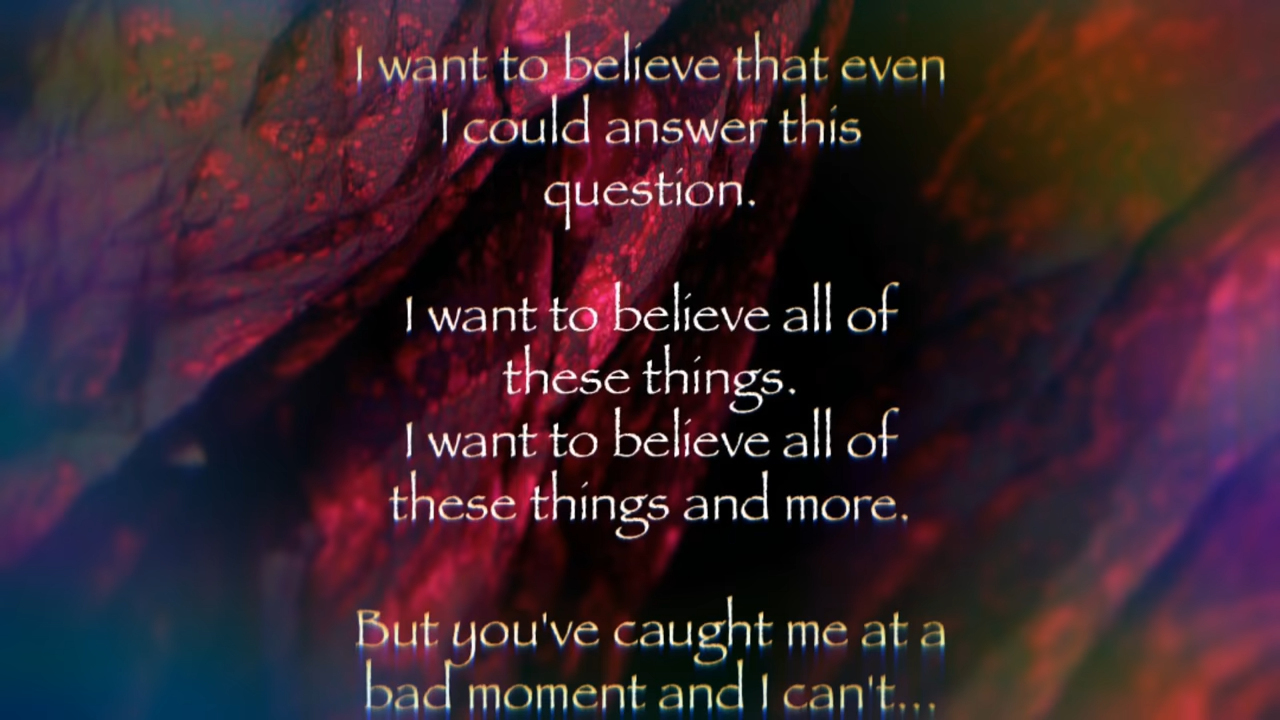 I want to believe that even
I could answer this
question.
I want to believe all of
these things.
I want to believe all of
these things and more.
But you've caught me at a
bad moment and I can't...